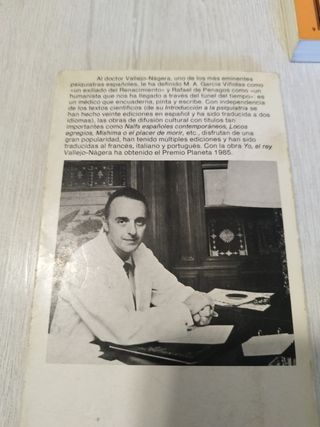 Al doctor Vallejo-Nágera, uno de los más eminentes
psiquiatras españoles, le ha definido M. A. García Viñolas como
«un exiliado del Renacimiento» y Rafael de Penagos como «un
humanista que nos ha llegado a través del túnel del tiempo»: es
un médico que encuaderna, pinta y escribe. Con independencia
de los textos científicos (de su Introducción a la psiquiatría se
han hecho veinte ediciones en español y ha sido traducida a dos
idiomas), las obras de difusión cultural con títulos tan
importantes como Naïfs españoles contemporáneos, Locos
egregios, Mishima o el placer de morir, etc., disfrutan de una
gran popularidad, han tenido múltiples ediciones y han sido
traducidas al francés, italiano y portugués. Con la obra Yo, el rey
Vallejo-Nágera ha obtenido el Premio Planeta 1985.